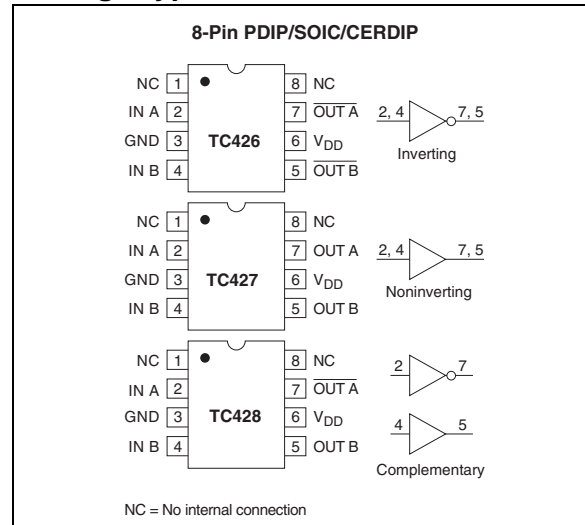 8-Pin PDIP/SOIC/CERDIP
NC 1 8 NC
IN A 2 7 OUT A 2, 4 7, 5
GND 3 TC426 6 VDD
Inverting
IN B 4 5 OUT B
NC 1 8 NC
IN A 2 7 OUT A 2, 4 7, 5
GND 3 TC427 6 VDD
Noninverting
IN B 4 5 OUT B
NC 1 8 NC 2 7
IN A 2 7 OUT A
GND 3 TC428 6 VDD 4 5
IN B 4 5 OUT B
Complementary
NC = No internal connection